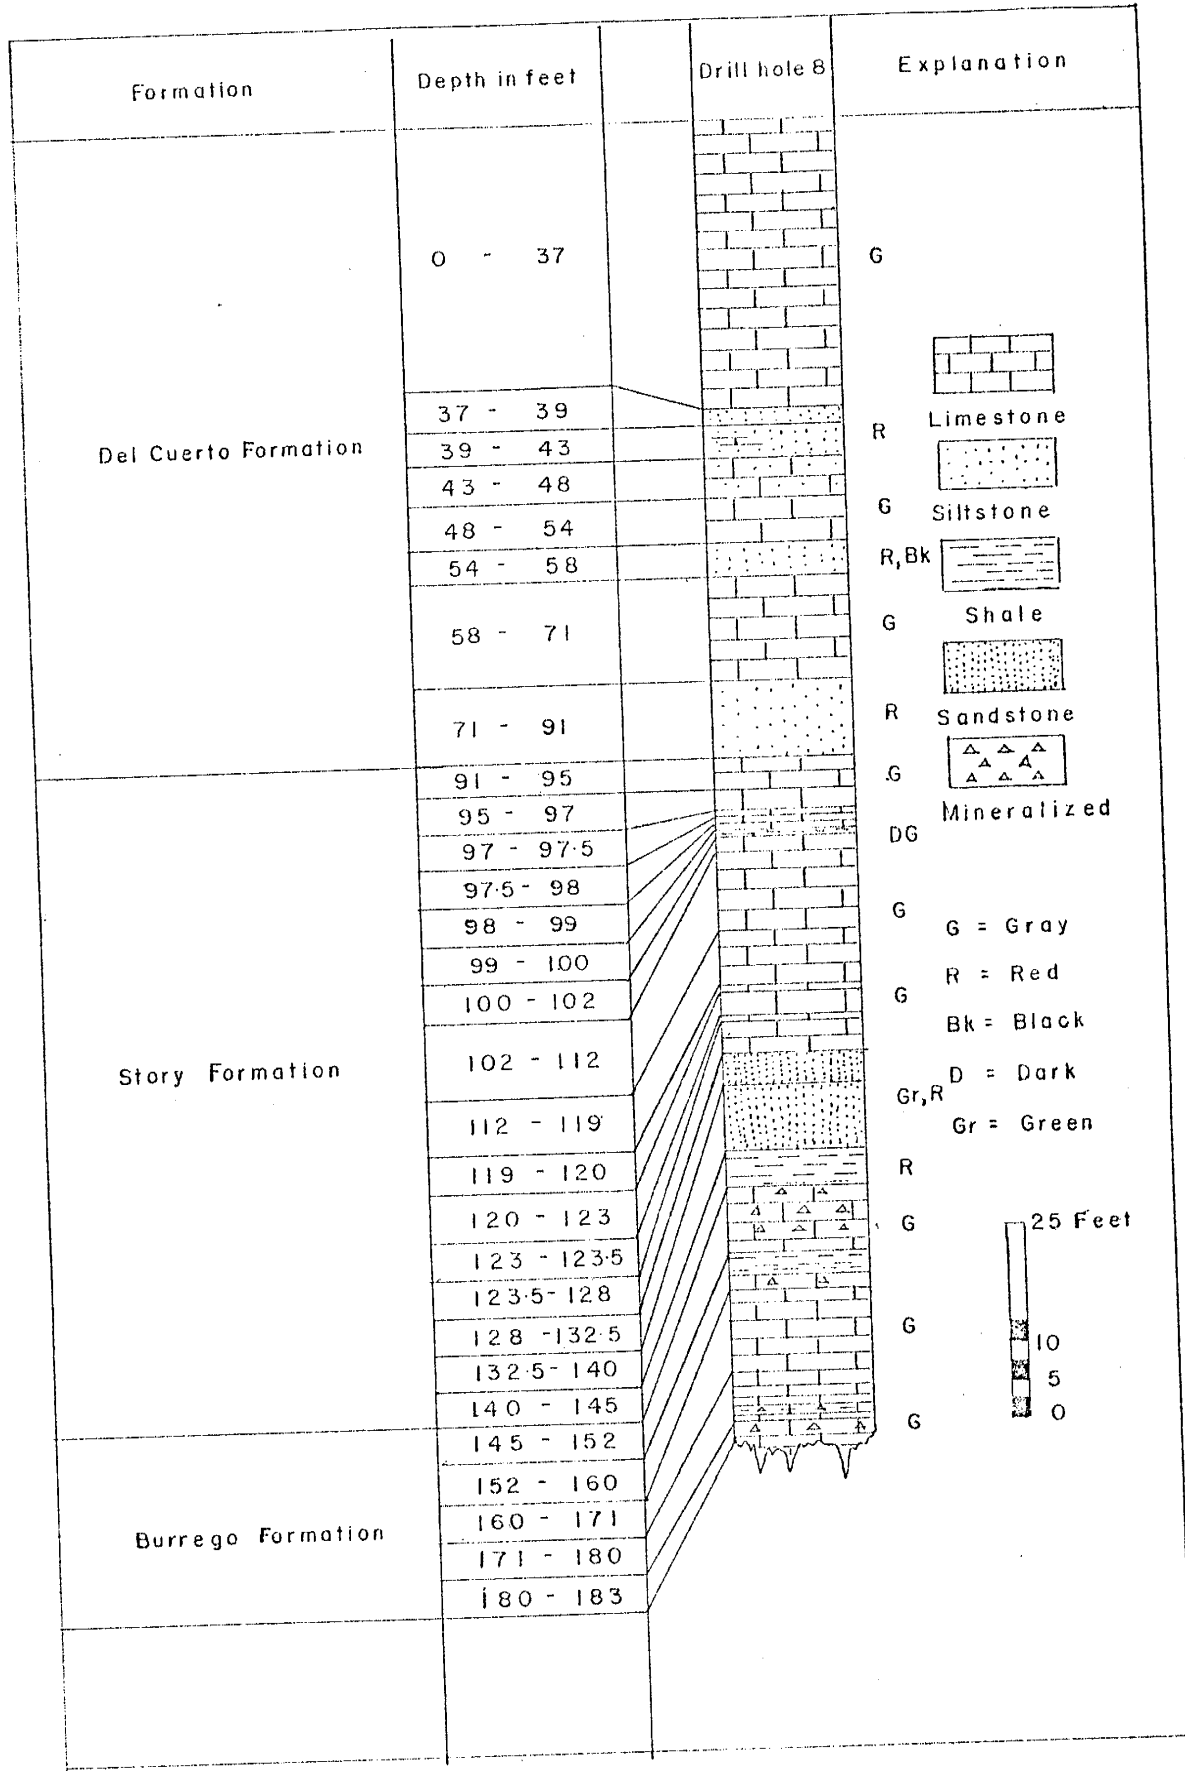 Formation
Depth in feet
Drill hole 8
Explanation
0 - 37
37 - 39
39 - 43
43 - 48
48 - 54
54 - 58
58 - 71
71 - 91
91 - 95
95 - 97
97 - 97.5
97.5 - 98
98 - 99
99 - 100
100 - 102
102 - 112
112 - 119
119 - 120
120 - 123
123 - 123.5
123.5 - 128
128 - 132.5
132.5 - 140
140 - 145
145 - 152
152 - 160
160 - 171
171 - 180
180 - 183
Del Cuerto Formation
Story Formation
Burrego Formation
G
R
G
R, Bk
G
R
G
DG
G
G
Gr, R
R
G
G
G
Limestone
Siltstone
Shale
Sandstone
Mineralized
G = Gray
R = Red
Bk = Black
D = Dark
Gr = Green
25 Feet
10
5
0